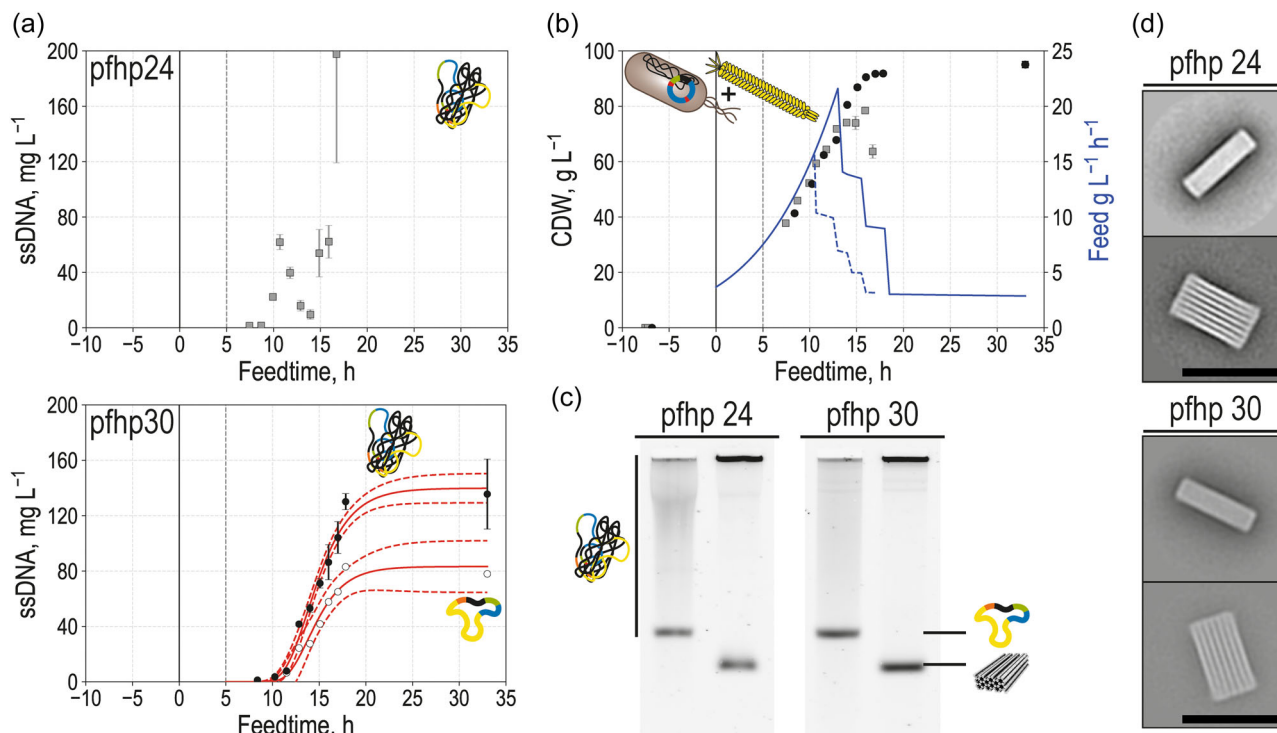 (a)
pfhp24
ssDNA, mg L⁻¹
200
160
120
80
40
0
−10 −5 0 5 10 15 20 25 30 35
Feedtime, h
pfhp30
ssDNA, mg L⁻¹
200
160
120
80
40
0
−10 −5 0 5 10 15 20 25 30 35
Feedtime, h
(b)
CDW, g L⁻¹
100
80
60
40
20
0
+
25
20
15
10
5
0
Feed g L⁻¹ h⁻¹
−10 −5 0 5 10 15 20 25 30 35
Feedtime, h
(c)
pfhp 24 pfhp 30
(d)
pfhp 24
pfhp 30